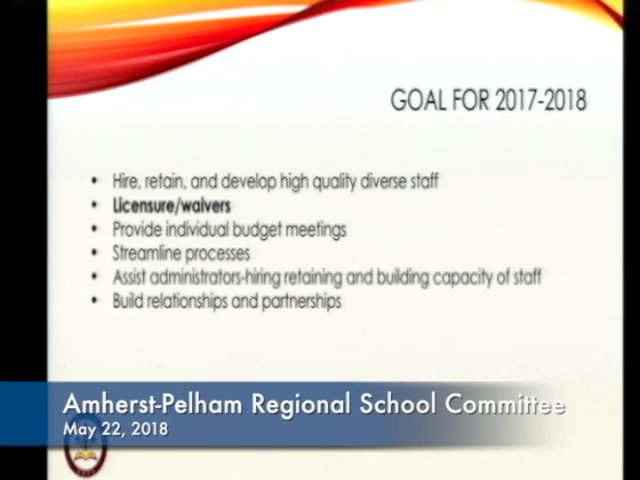 GOAL FOR 2017-2018
• Hire, retain, and develop high quality diverse staff
• Licensure/waivers
• Provide individual budget meetings
• Streamline processes
• Assist administrators-hiring retaining and building capacity of staff
• Build relationships and partnerships
Amherst-Pelham Regional School Committee
May 22, 2018